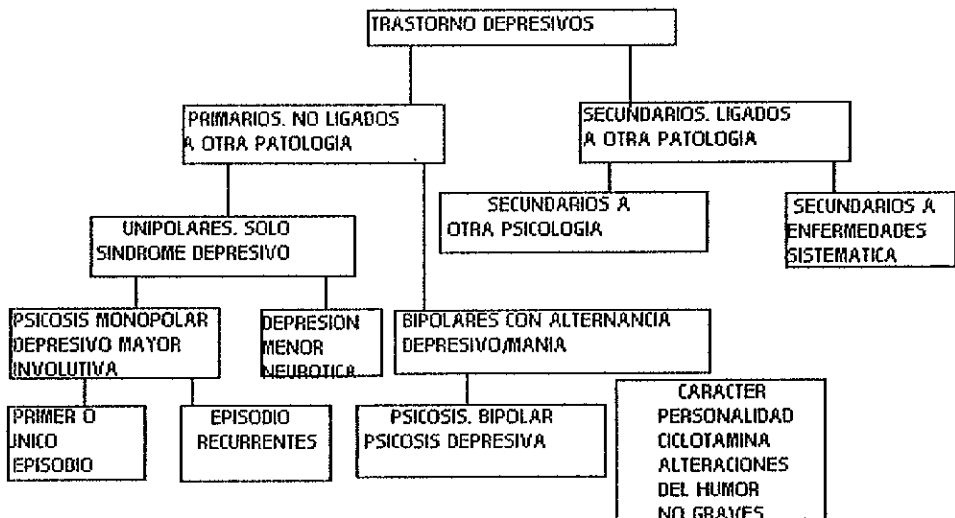 TRASTORNO DEPRESIVOS
PRIMARIOS. NO LIGADOS
A OTRA PATOLOGIA
SECUNDARIOS. LIGADOS
A OTRA PATOLOGIA
SECUNDARIOS A
OTRA PSICOLOGIA
SECUNDARIOS A
ENFERMEDADES
SISTEMATICA
UNIPOLARES. SOLO
SINDROME DEPRESIVO
PSICOSIS MONOPOLAR
DEPRESIVO MAYOR
INVOLUTIVA
DEPRESION
MENOR
NEUROTICA
BIPOLARES CON ALTERNANCIA
DEPRESIVO/MANIA
PRIMER O
UNICO
EPISOBIO
EPISODIO
RECURRENTES
PSICOSIS. BIPOLAR
PSICOSIS DEPRESIVA
CARACTER
PERSONALIDAD
CICLOTAMINA
ALTERACIONES
DEL HUMOR
NO GRAVES